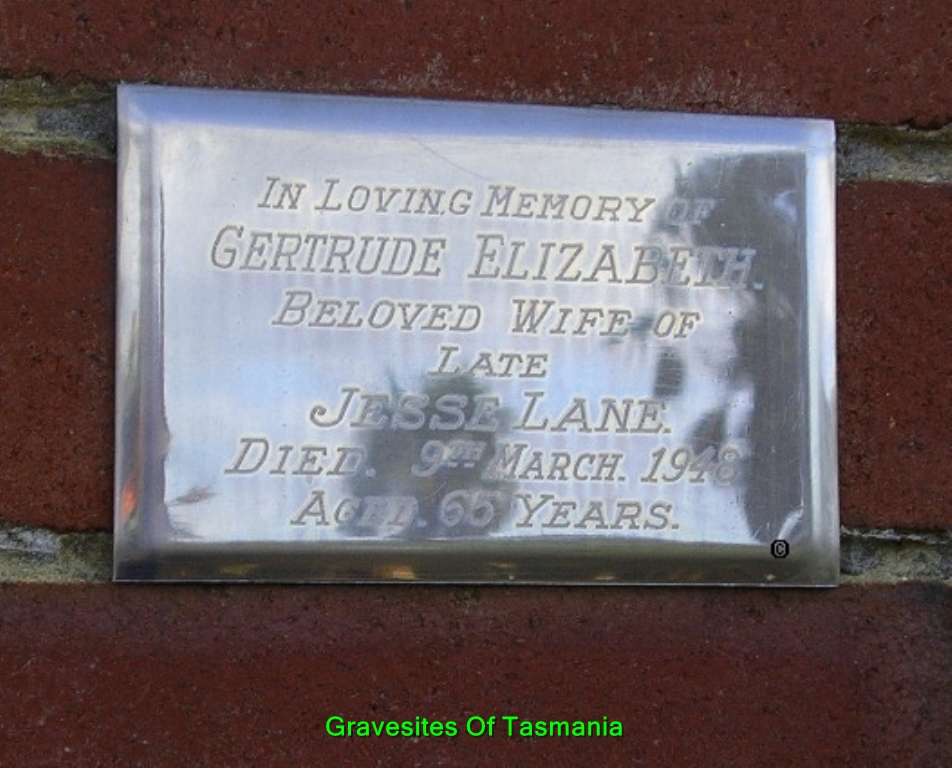 In Loving Memory of
Gertrude Elizabeth.
Beloved Wife of
Late
Jesse Lane.
Died. 9th March. 1948
Aged. 65 Years.
©
Gravesites Of Tasmania